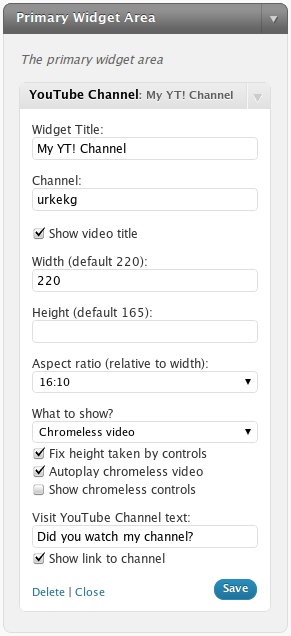 Primary Widget Area
The primary widget area
YouTube Channel: My YT! Channel
Widget Title:
My YT! Channel
Channel:
urkekg
Show video title
Width (default 220):
220
Height (default 165):
Aspect ratio (relative to width):
16:10
What to show?
Chromeless video
Fix height taken by controls
Autoplay chromeless video
Show chromeless controls
Visit YouTube Channel text:
Did you watch my channel?
Show link to channel
Delete | Close Save